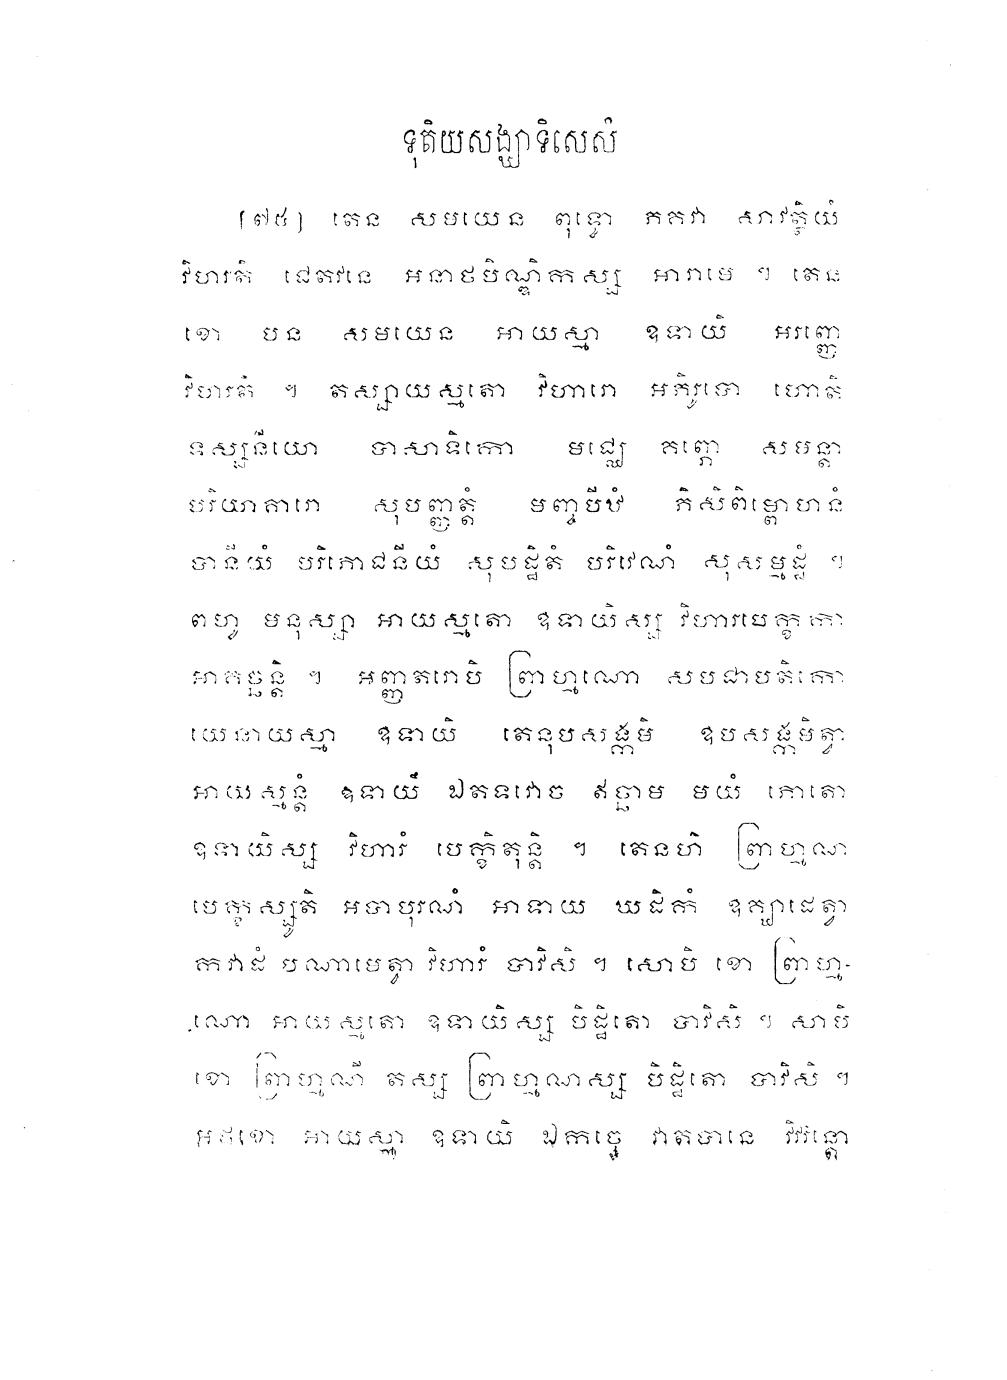 ទុតិយសង្ឃាទិសេសំ
[៧៥] តេន សមយេន ពុទ្ធោ ភគវា សាវត្ថិយំ
វិហរតិ ជេតវនេ អនាថបិណ្ឌិកស្ស អារាមេ ។ តេន
ខោ បន សមយេន អាយស្មា ឧទាយិ អរញ្ញេ
វិហរតិ ។ តស្សាយស្មតោ វិហារោ អភិរូបោ ហោតិ
ទស្សនីយោ បាសាទិកោ មជ្ឈេ គព្ភោ សមន្តា
បរិយាគារោ សុបញ្ញត្តំ មញ្ចបីឋំ ភិសិពិម្ពោហនំ
បានីយំ បរិភោជនីយំ សុបដ្ឋិតំ បរិវេណំ សុសម្មដ្ឋំ ។
ពហូ មនុស្សា អាយស្មតោ ឧទាយិស្ស វិហារបេក្ខកា
អាគច្ឆន្តិ ។ អញ្ញតរោបិ ព្រាហ្មណោ សបជាបតិកោ
យេនាយស្មា ឧទាយិ តេនុបសង្កមិ ឧបសង្កមិត្វា
អាយស្មន្តំ ឧទាយឹ ឯតទវោច ឥច្ឆាម មយំ ភោតោ
ឧទាយិស្ស វិហារំ បេក្ខិតុន្តិ ។ តេនហិ ព្រាហ្មណ
បេក្ខស្សូតិ អបាបុរណំ អាទាយ ឃដិកំ ឧក្ឃាដេត្វា
កវាដំ បណាមេត្វា វិហារំ បាវិសិ ។ សោបិ ខោ ព្រាហ្ម-
ណោ អាយស្មតោ ឧទាយិស្ស បិដ្ឋិតោ បាវិសិ ។ សាបិ
ខោ ព្រាហ្មណី តស្ស ព្រាហ្មណស្ស បិដ្ឋិតោ បាវិសិ ។
អថខោ អាយស្មា ឧទាយិ ឯកច្ចេ វាតបានេ វិវរន្តោ